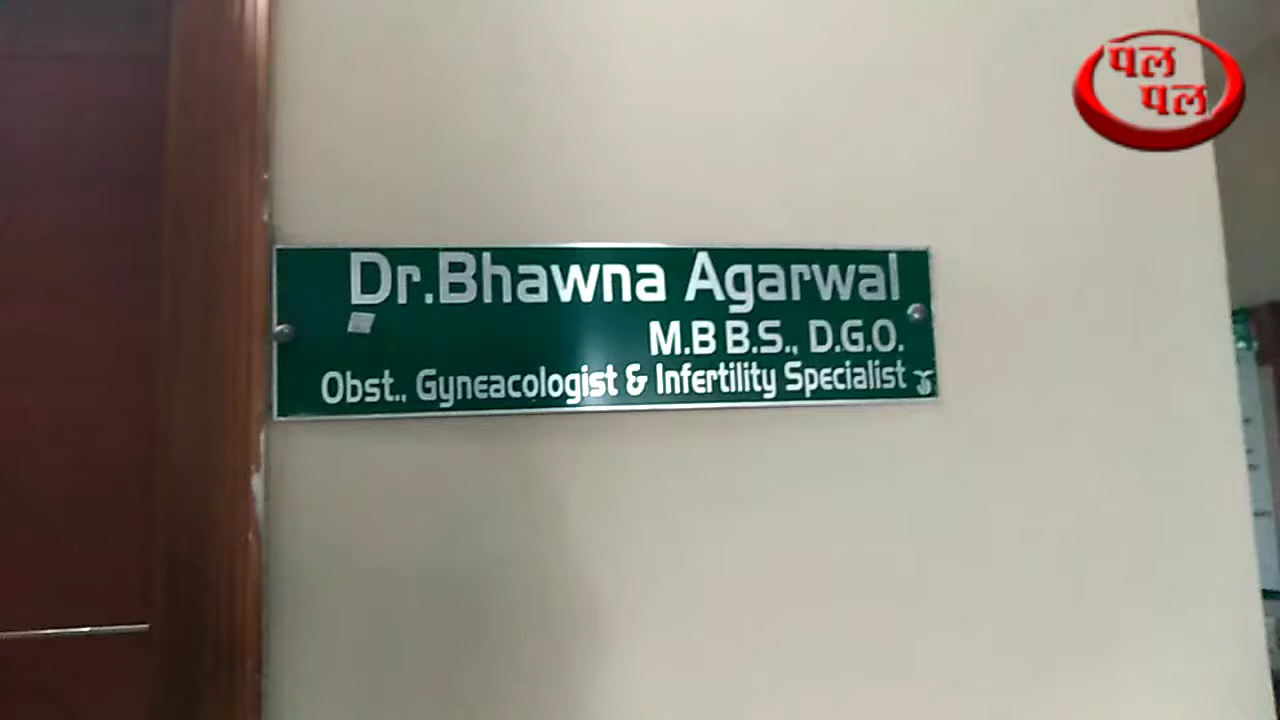 पल
पल
Dr.Bhawna Agarwal
M.B B.S., D.G.O.
Obst., Gyneacologist & Infertility Specialist